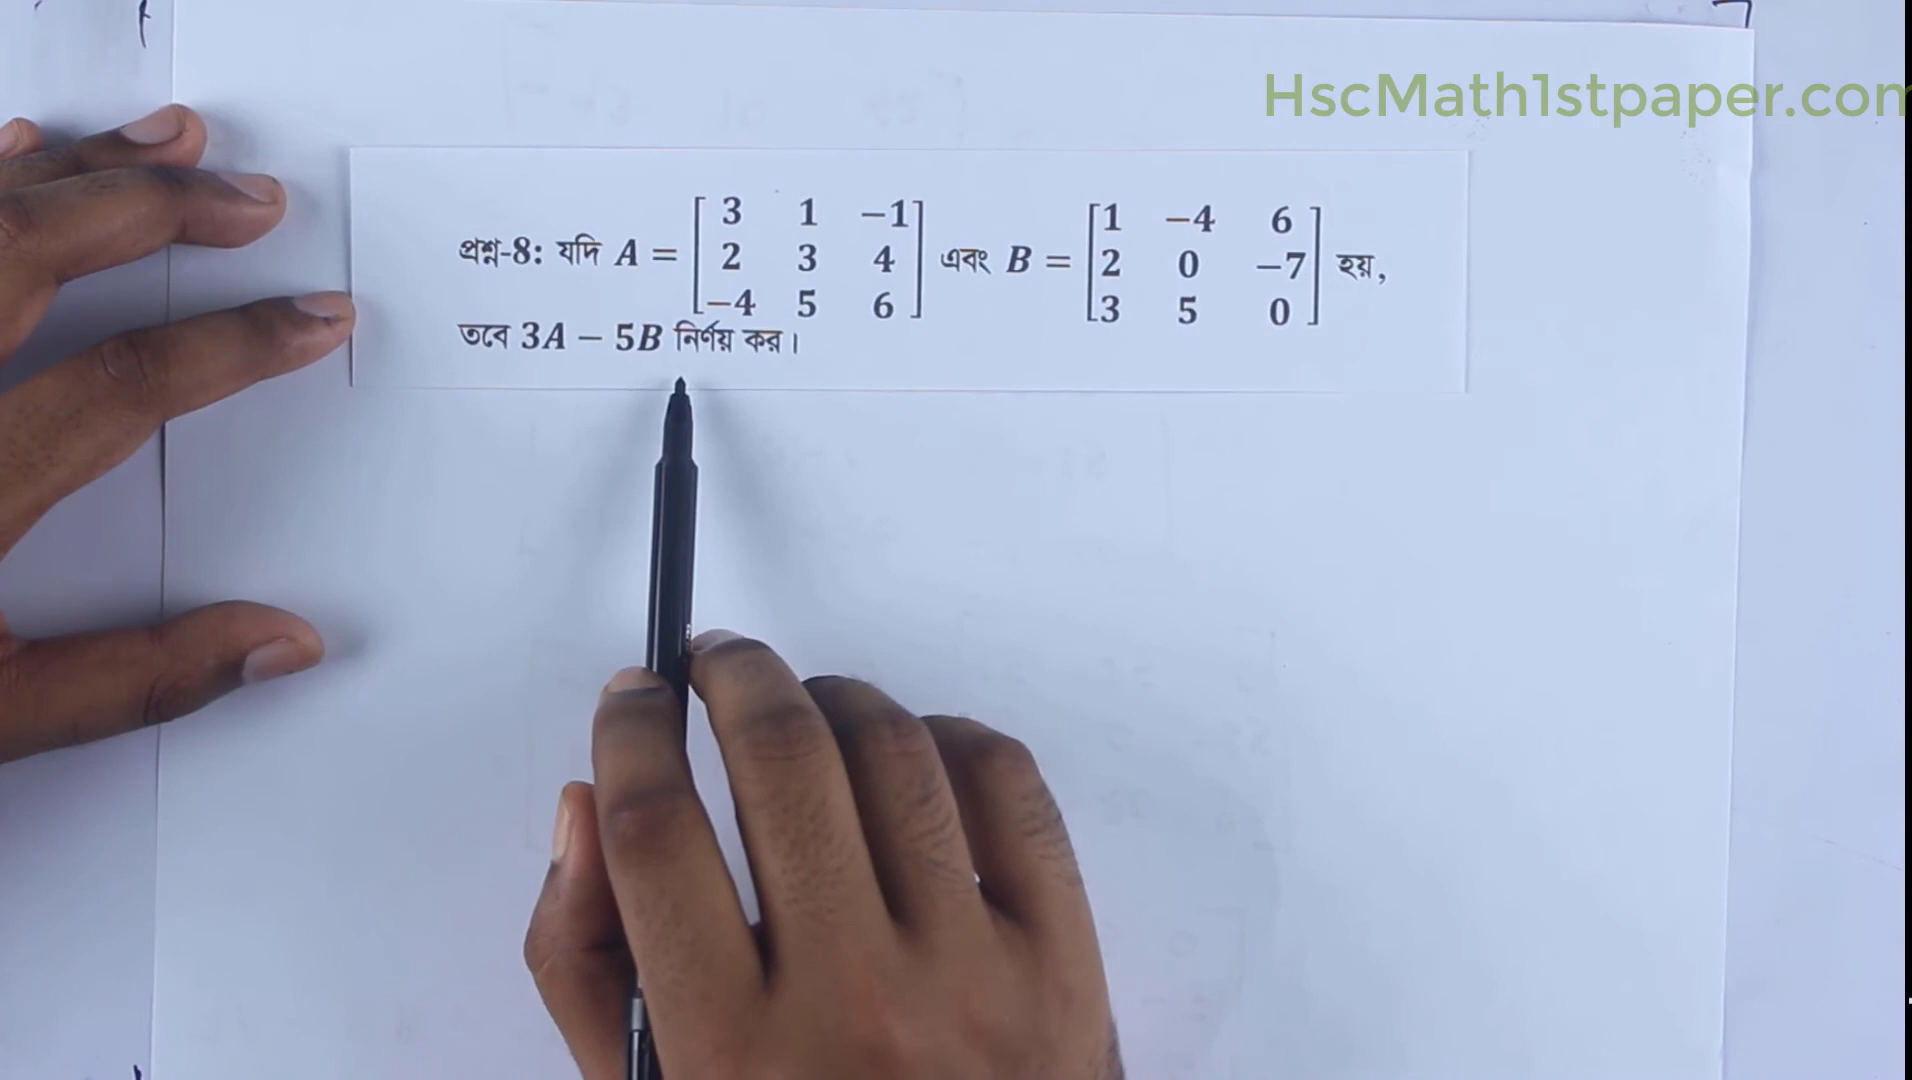 HscMath1stpaper.com
প্রশ্ন-8: যদি A = [3 1 −1; 2 3 4; −4 5 6] এবং B = [1 −4 6; 2 0 −7; 3 5 0] হয়,
তবে 3A − 5B নির্ণয় কর।